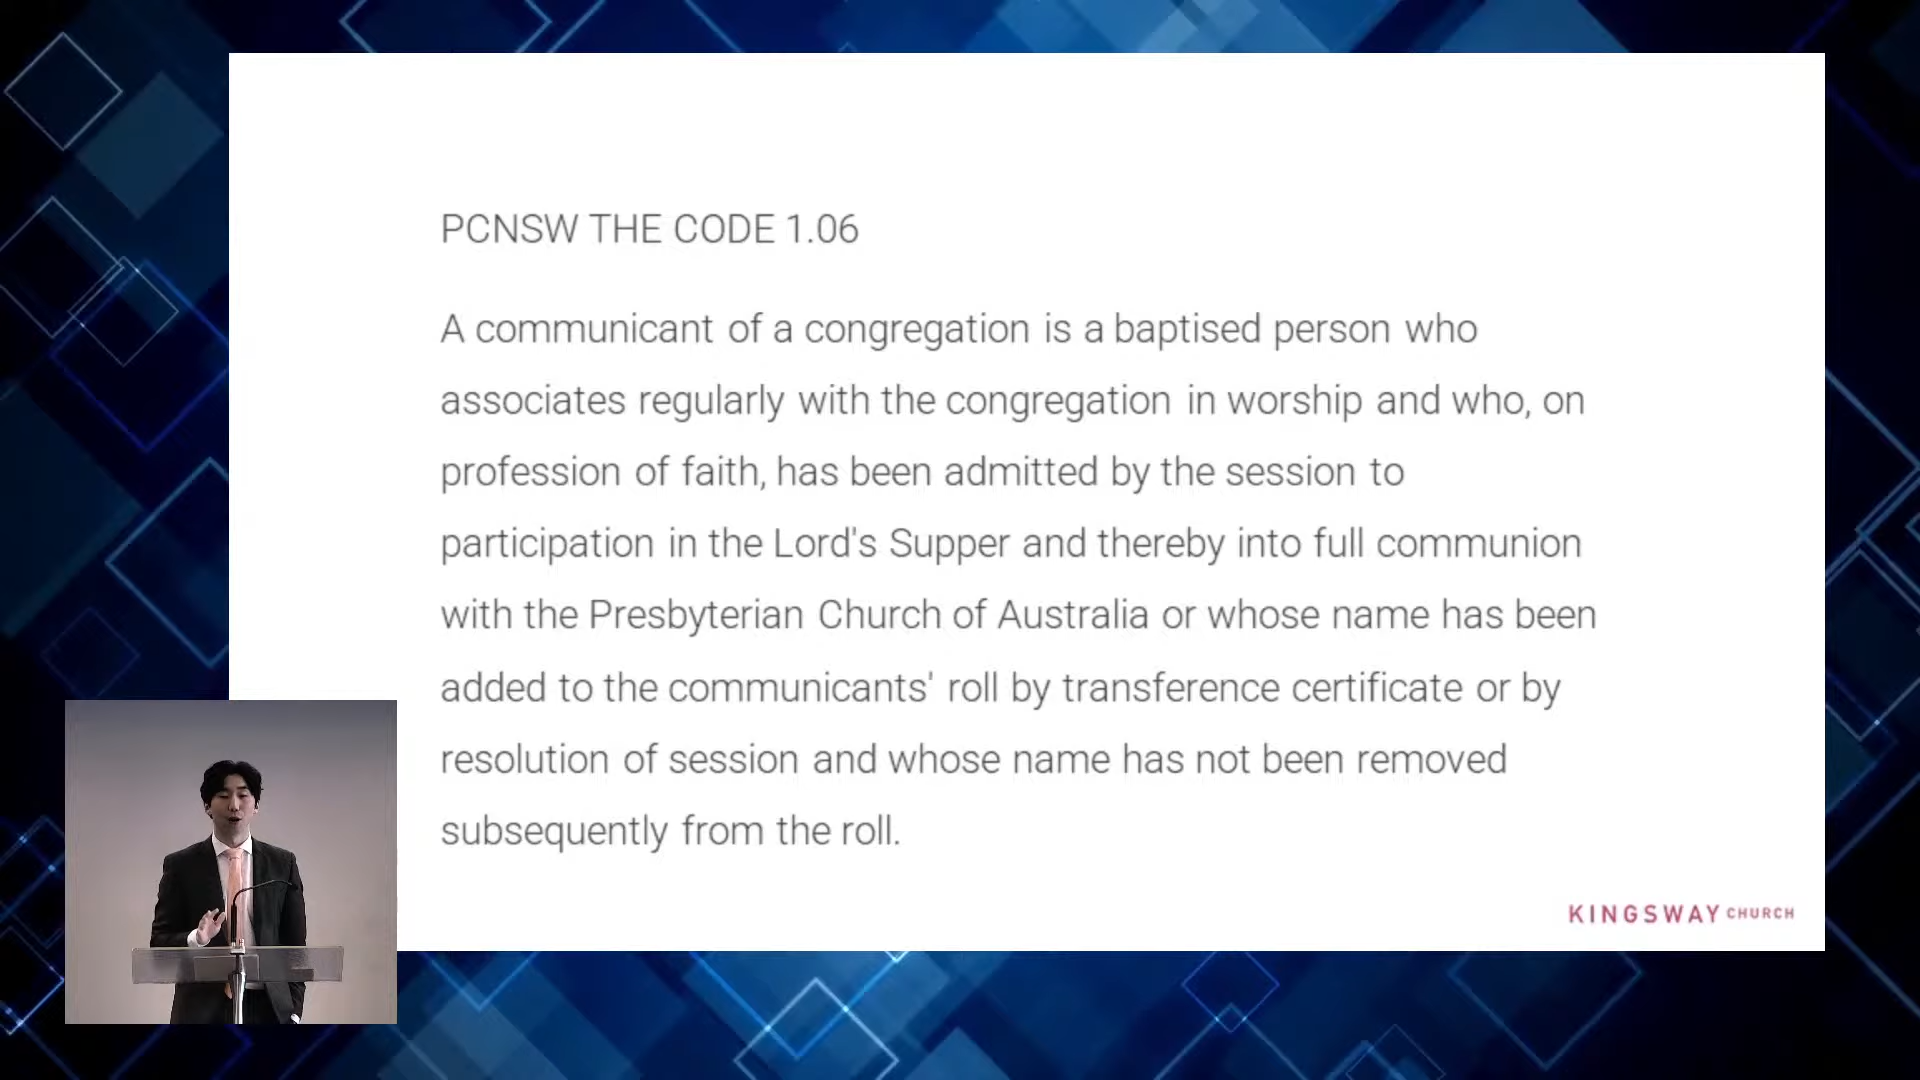 PCNSW THE CODE 1.06
A communicant of a congregation is a baptised person who
associates regularly with the congregation in worship and who, on
profession of faith, has been admitted by the session to
participation in the Lord's Supper and thereby into full communion
with the Presbyterian Church of Australia or whose name has been
added to the communicants' roll by transference certificate or by
resolution of session and whose name has not been removed
subsequently from the roll.
KINGSWAY CHURCH